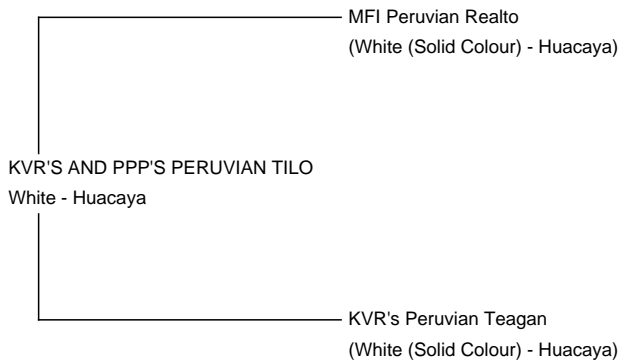 MFI Peruvian Realto
(White (Solid Colour) - Huacaya)
KVR'S AND PPP'S PERUVIAN TILO
White - Huacaya
KVR's Peruvian Teagan
(White (Solid Colour) - Huacaya)